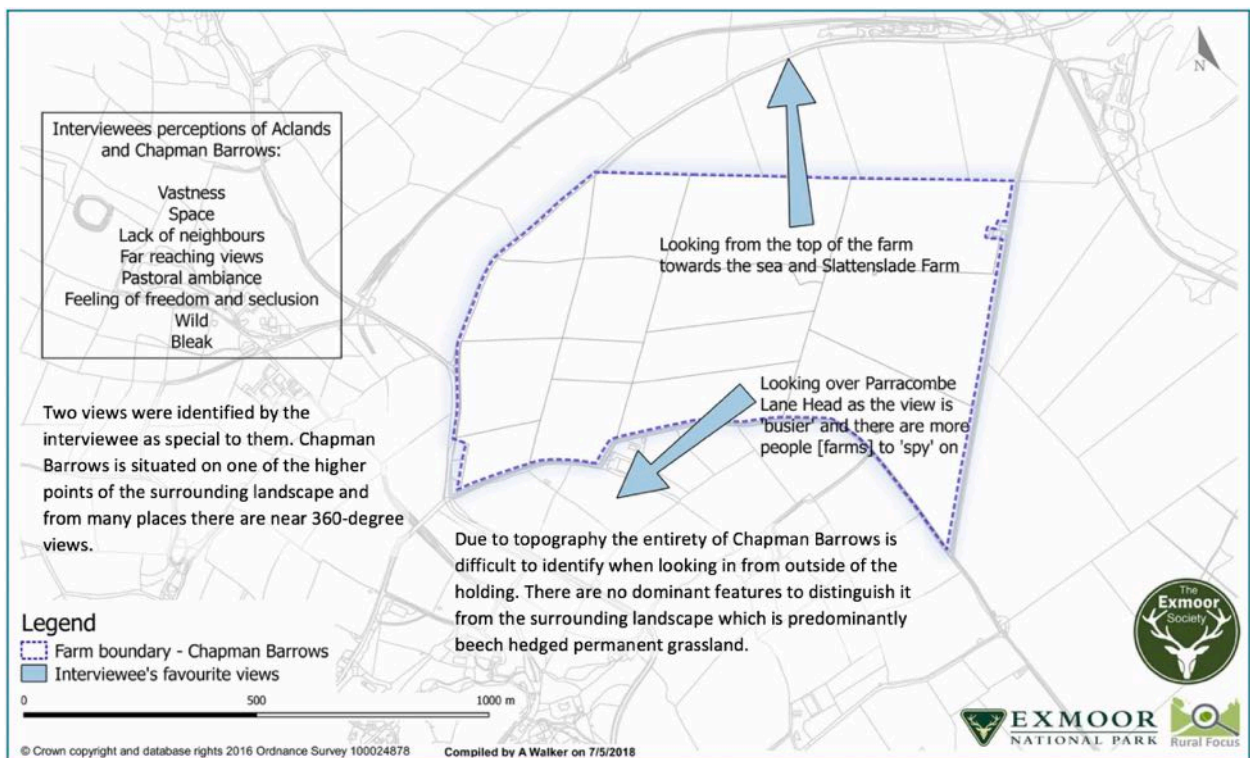 N
Interviewees perceptions of Aclands
and Chapman Barrows:
Vastness
Space
Lack of neighbours
Far reaching views
Pastoral ambiance
Feeling of freedom and seclusion
Wild
Bleak
Looking from the top of the farm
towards the sea and Slattenslade Farm
Looking over Parracombe
Lane Head as the view is
'busier' and there are more
people [farms] to 'spy' on
Two views were identified by the
interviewee as special to them. Chapman
Barrows is situated on one of the higher
points of the surrounding landscape and
from many places there are near 360-degree
views.
Due to topography the entirety of Chapman Barrows is
difficult to identify when looking in from outside of the
holding. There are no dominant features to distinguish it
from the surrounding landscape which is predominantly
beech hedged permanent grassland.
Legend
Farm boundary - Chapman Barrows
Interviewee's favourite views
0 500 1000 m
© Crown copyright and database rights 2016 Ordnance Survey 100024878
Compiled by A Walker on 7/5/2018
The
Exmoor
Society
EXMOOR
NATIONAL PARK
Rural Focus